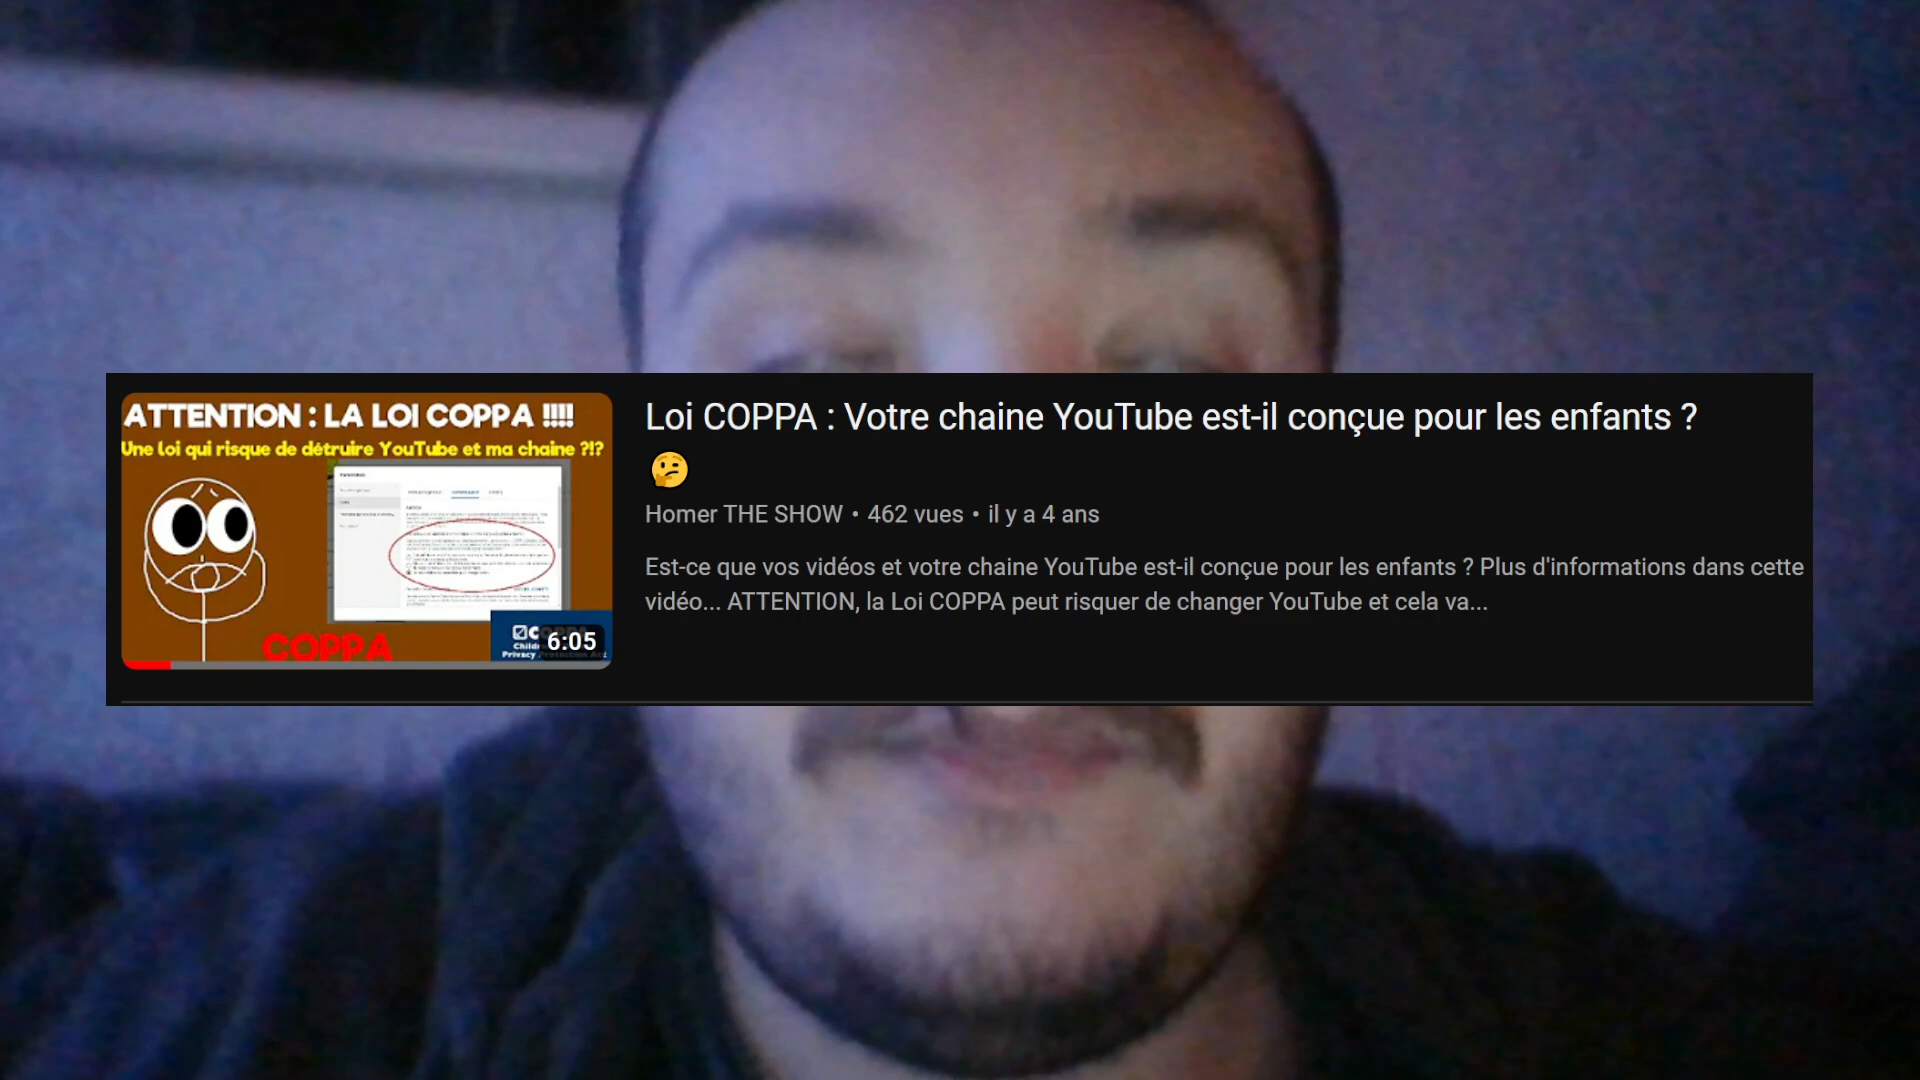 ATTENTION : LA LOI COPPA !!!!
Une loi qui risque de détruire YouTube et ma chaine ?!?
COPPA
6:05
Loi COPPA : Votre chaine YouTube est-il conçue pour les enfants ?
🤔
Homer THE SHOW • 462 vues • il y a 4 ans
Est-ce que vos vidéos et votre chaine YouTube est-il conçue pour les enfants ? Plus d'informations dans cette
vidéo... ATTENTION, la Loi COPPA peut risquer de changer YouTube et cela va...